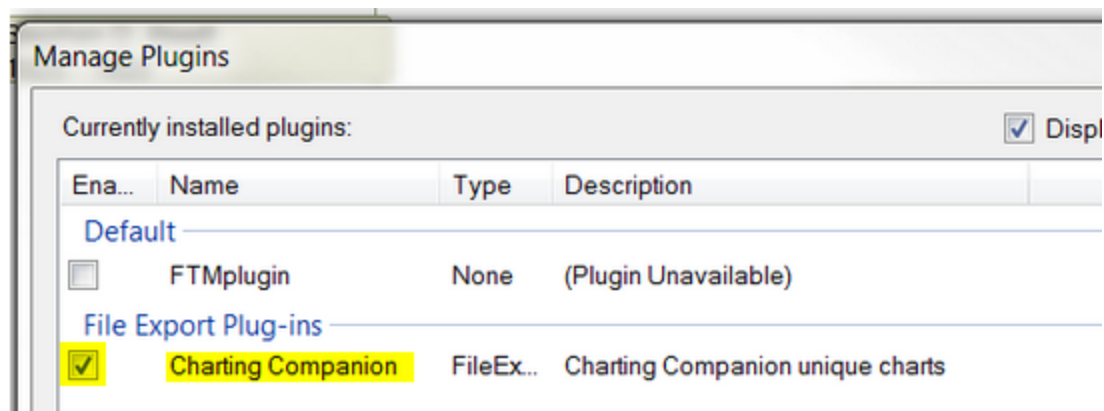 Manage Plugins
Currently installed plugins:
Displ
Ena... Name Type Description
Default
FTMplugin None (Plugin Unavailable)
File Export Plug-ins
Charting Companion FileEx... Charting Companion unique charts